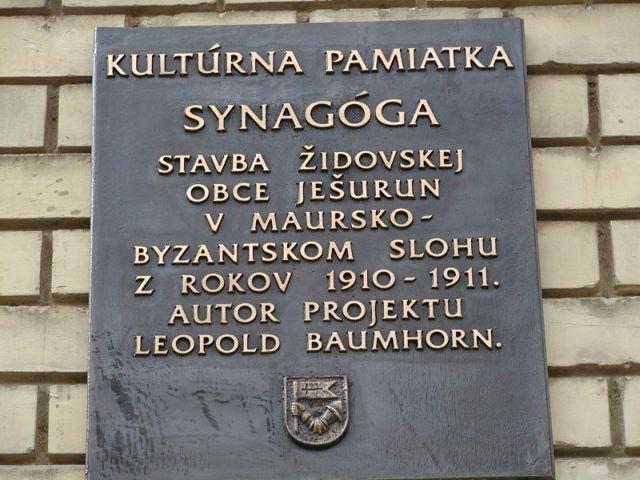 KULTÚRNA PAMIATKA
SYNAGÓGA
STAVBA ŽIDOVSKEJ
OBCE JEŠURUN
V MAURSKO-
BYZANTSKOM SLOHU
Z ROKOV 1910-1911.
AUTOR PROJEKTU
LEOPOLD BAUMHORN.